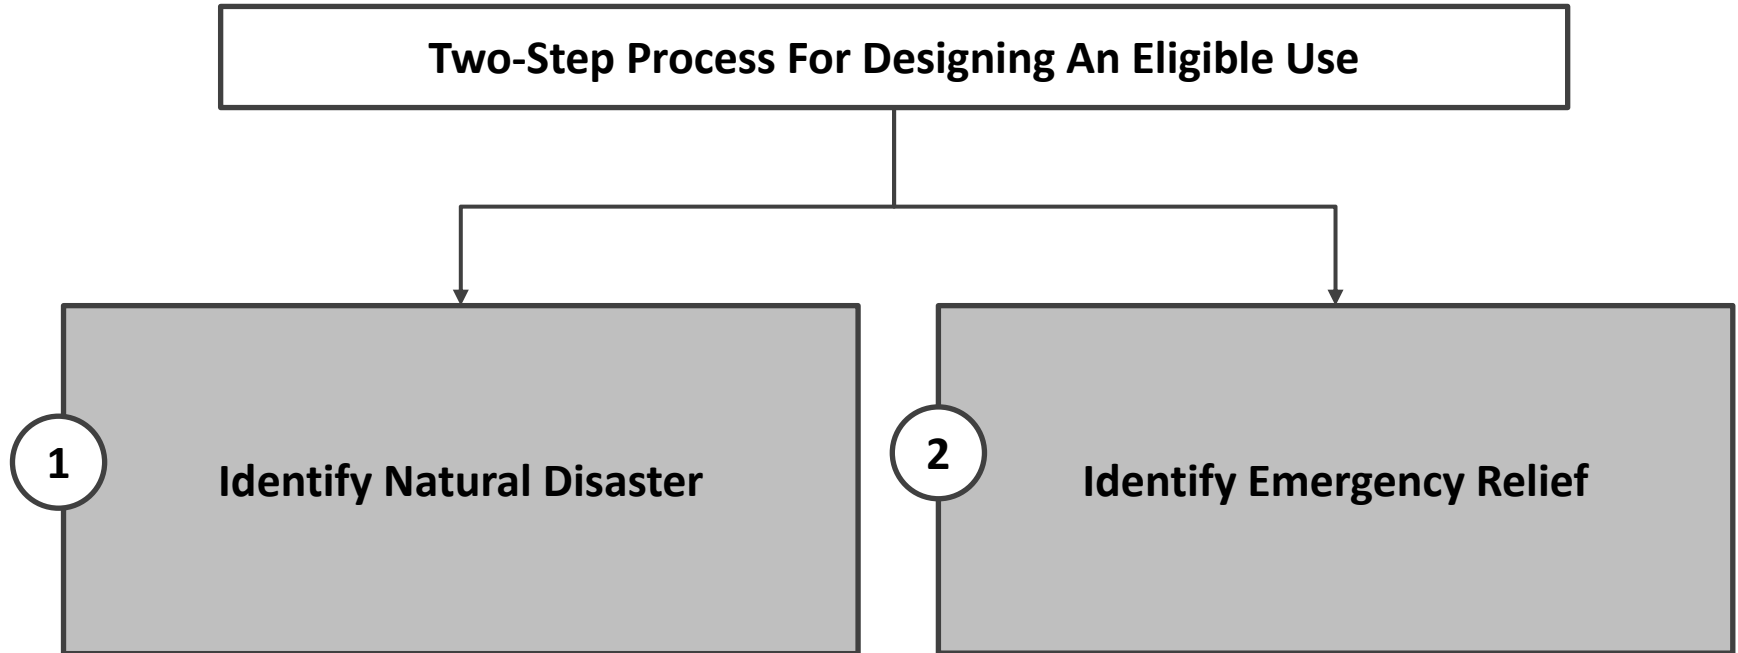 Two-Step Process For Designing An Eligible Use
1
Identify Natural Disaster
2
Identify Emergency Relief